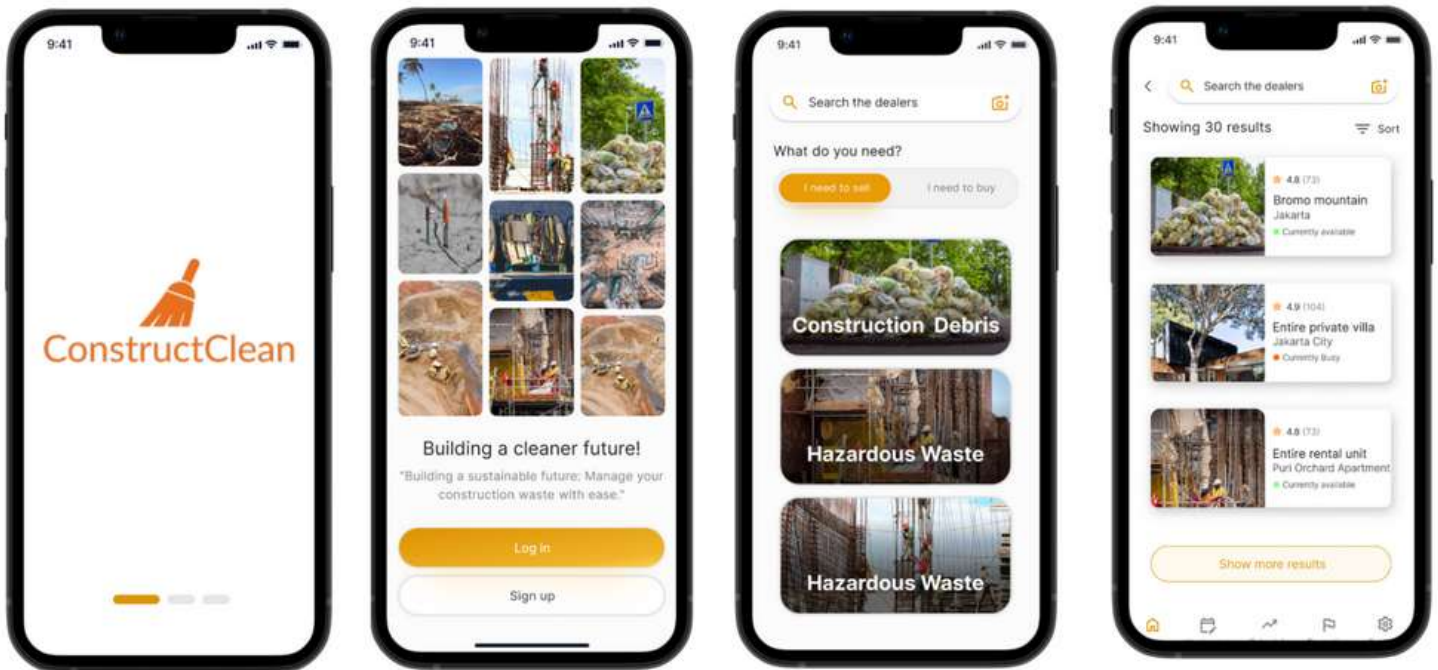 9:41
ConstructClean
9:41
Building a cleaner future!
"Building a sustainable future: Manage your
construction waste with ease."
Log in
Sign up
9:41
Search the dealers
What do you need?
I need to sell
I need to buy
Construction Debris
Hazardous Waste
Hazardous Waste
9:41
Search the dealers
Showing 30 results
Sort
4.8 (73)
Bromo mountain
Jakarta
Currently available
4.9 (104)
Entire private villa
Jakarta City
Currently Busy
4.8 (73)
Entire rental unit
Puri Orchard Apartment
Currently available
Show more results